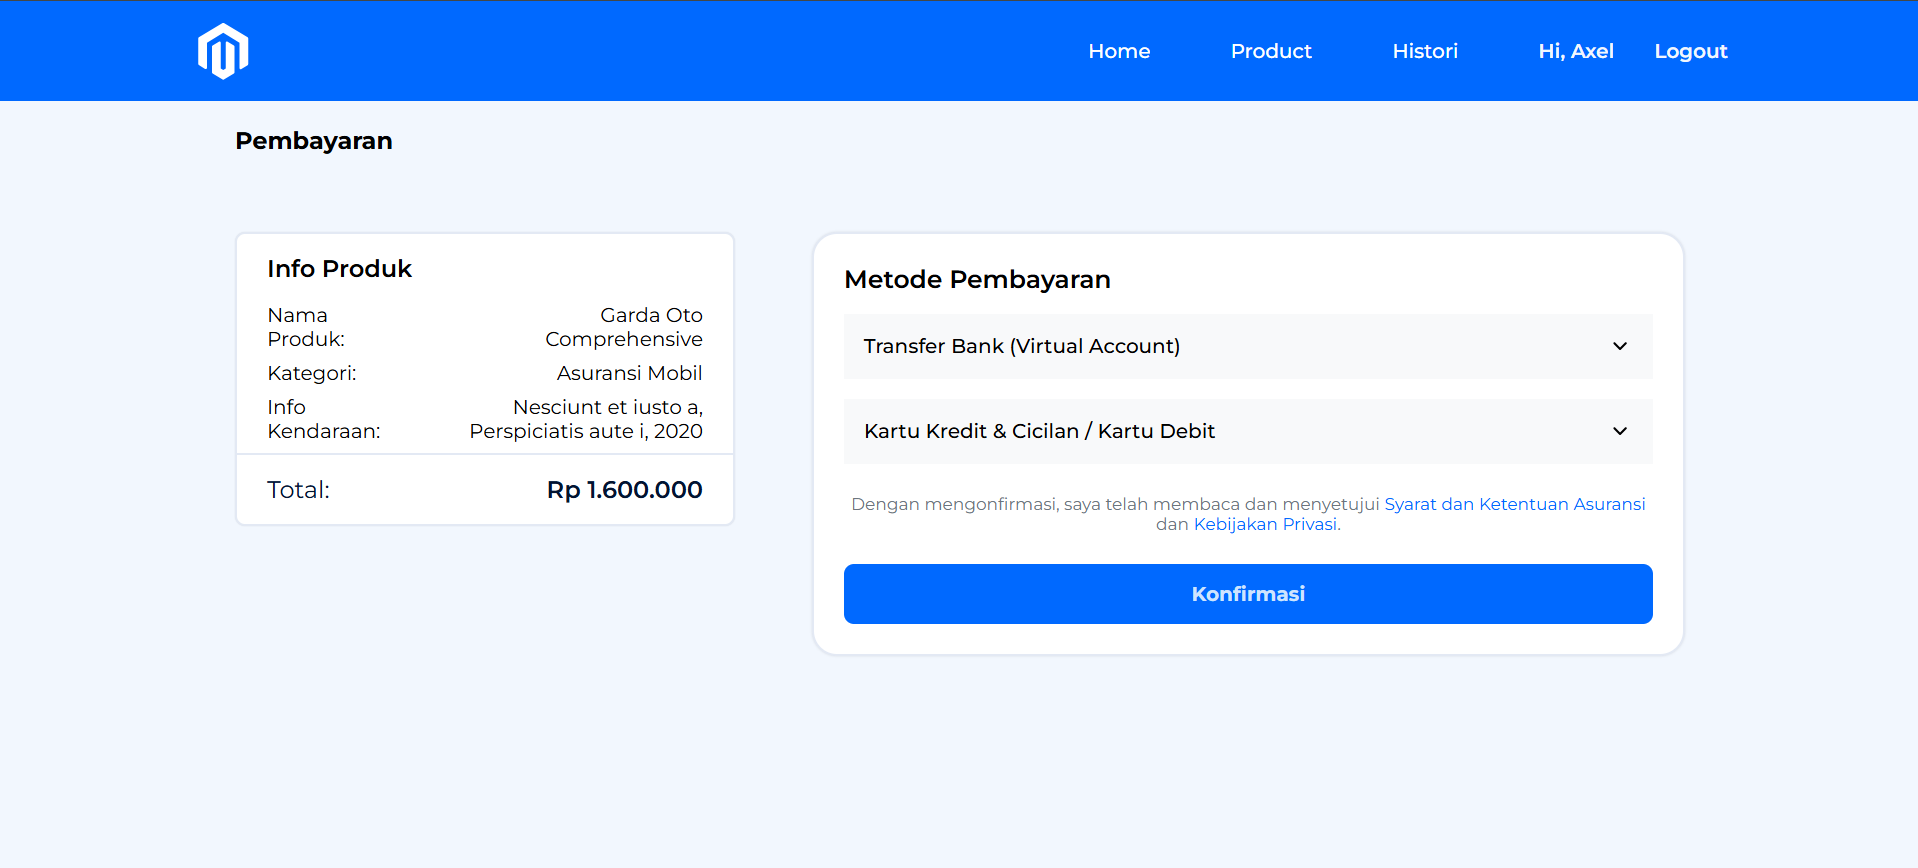 Home Product Histori Hi, Axel Logout
Pembayaran
Info Produk
Nama Produk:
Garda Oto
Comprehensive
Kategori: Asuransi Mobil
Info Kendaraan:
Nesciunt et iusto a,
Perspiciatis aute i, 2020
Total: Rp 1.600.000
Metode Pembayaran
Transfer Bank (Virtual Account)
Kartu Kredit & Cicilan / Kartu Debit
Dengan mengonfirmasi, saya telah membaca dan menyetujui Syarat dan Ketentuan Asuransi
dan Kebijakan Privasi.
Konfirmasi